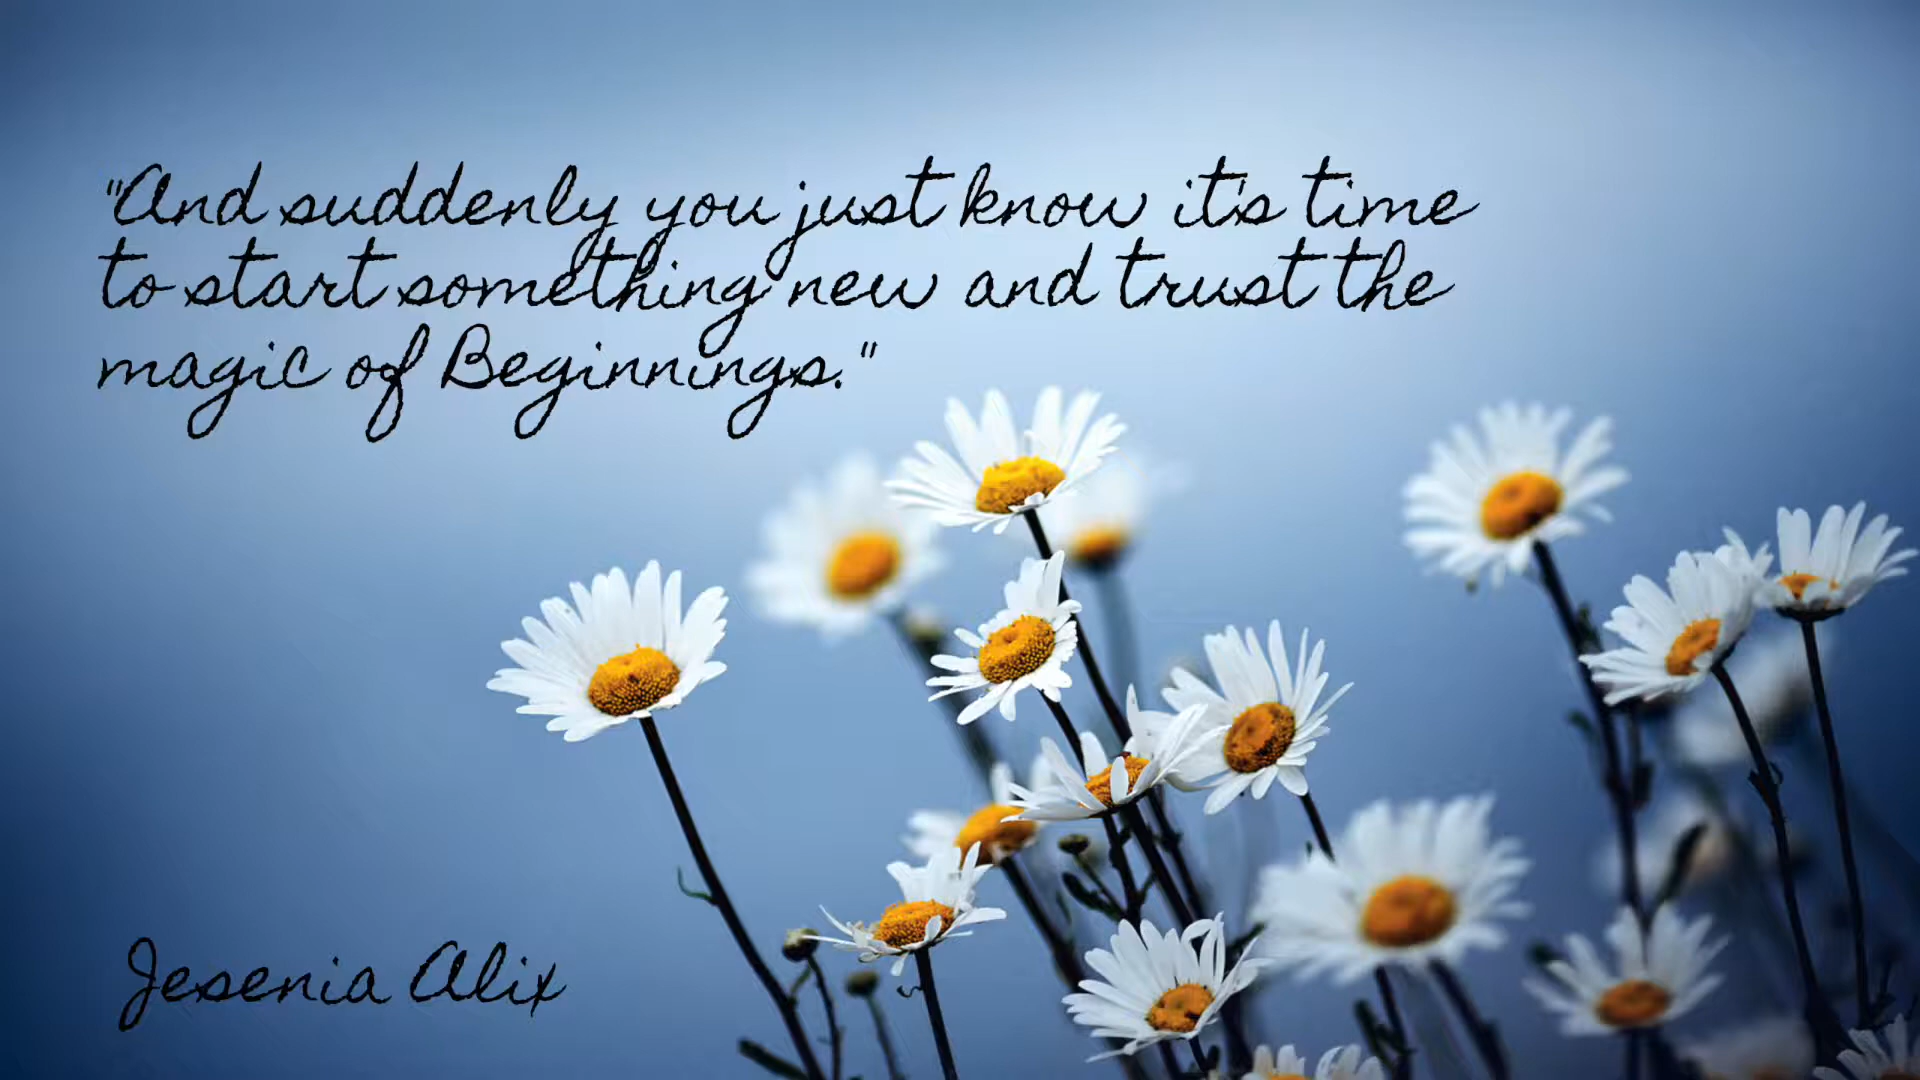 "And suddenly you just know it's time
to start something new and trust the
magic of Beginnings."
Jesenia Alix